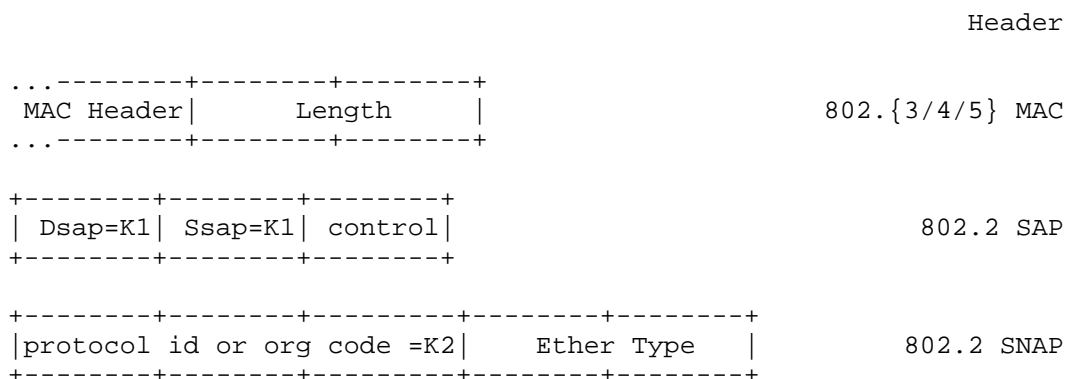 Header
...--------+--------+--------+
MAC Header| Length | 802.{3/4/5} MAC
...--------+--------+--------+
+--------+--------+--------+
| Dsap=K1| Ssap=K1| control| 802.2 SAP
+--------+--------+--------+
+--------+--------+---------+--------+--------+
|protocol id or org code =K2| Ether Type | 802.2 SNAP
+--------+--------+---------+--------+--------+